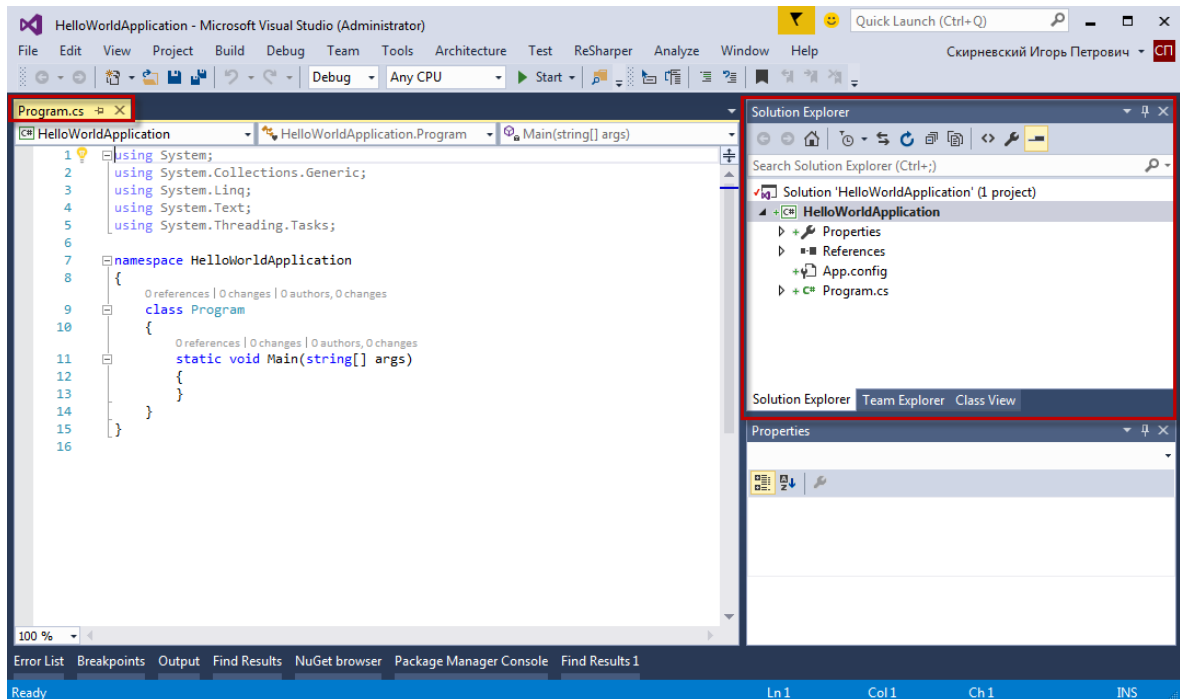 HelloWorldApplication - Microsoft Visual Studio (Administrator)
Quick Launch (Ctrl+Q)
File Edit View Project Build Debug Team Tools Architecture Test ReSharper Analyze Window Help
Скирневский Игорь Петрович СП
Debug Any CPU Start
Program.cs
HelloWorldApplication HelloWorldApplication.Program Main(string[] args)
1 using System;
2 using System.Collections.Generic;
3 using System.Linq;
4 using System.Text;
5 using System.Threading.Tasks;
6
7 namespace HelloWorldApplication
8 {
0 references | 0 changes | 0 authors, 0 changes
9 class Program
10 {
0 references | 0 changes | 0 authors, 0 changes
11 static void Main(string[] args)
12 {
13 }
14 }
15 }
16
100 %
Solution Explorer
Search Solution Explorer (Ctrl+;)
Solution 'HelloWorldApplication' (1 project)
C# HelloWorldApplication
Properties
References
App.config
C# Program.cs
Solution Explorer Team Explorer Class View
Properties
Error List Breakpoints Output Find Results NuGet browser Package Manager Console Find Results 1
Ready Ln 1 Col 1 Ch 1 INS